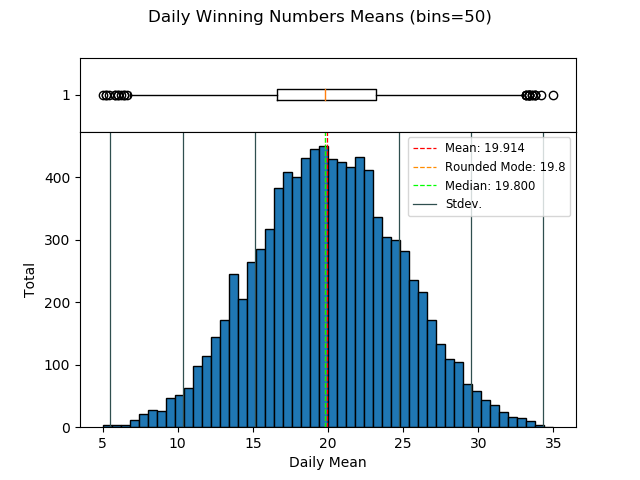 Daily Winning Numbers Means (bins=50)
1
Mean: 19.914
Rounded Mode: 19.8
Median: 19.800
Stdev.
400
300
200
100
0
Total
5 10 15 20 25 30 35
Daily Mean